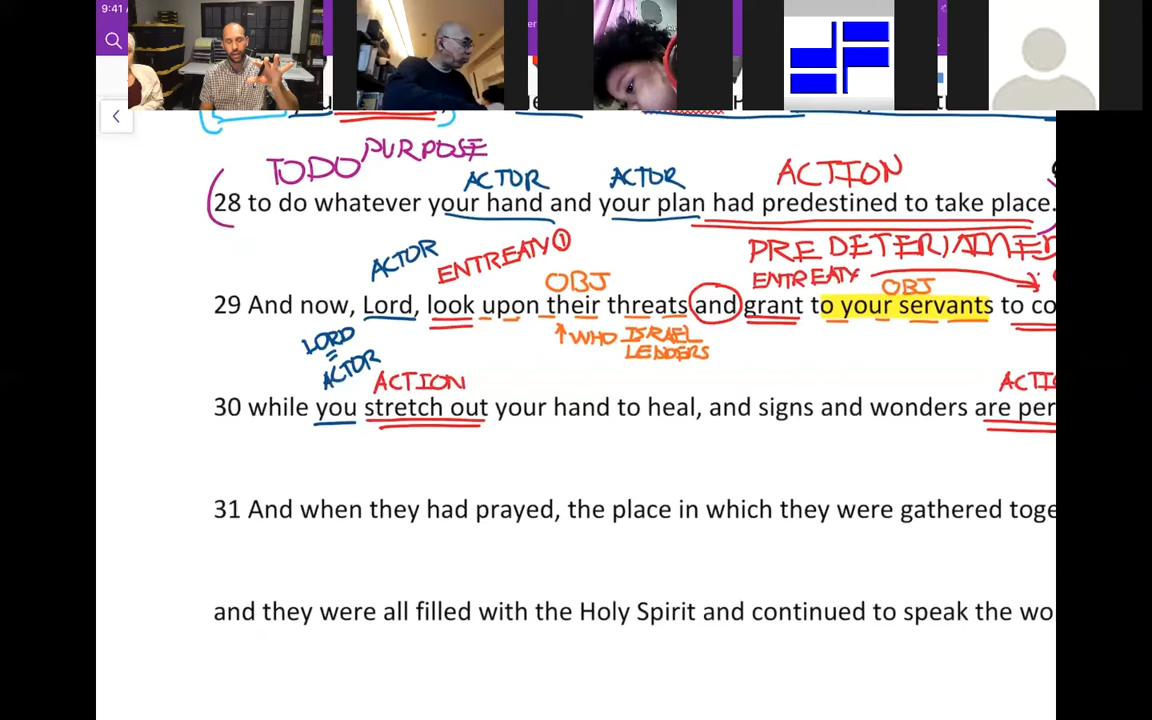 9:41
TODO PURPOSE
ACTOR ACTOR ACTION
28 to do whatever your hand and your plan had predestined to take place.
ACTOR ENTREATY 1 OBJ PREDETERIAMED
ENTREATY OBJ
29 And now, Lord, look upon their threats and grant to your servants to co
WHO ISRAEL
LEADERS
LORD
=
ACTOR
ACTION ACTI
30 while you stretch out your hand to heal, and signs and wonders are per
31 And when they had prayed, the place in which they were gathered toge
and they were all filled with the Holy Spirit and continued to speak the wo